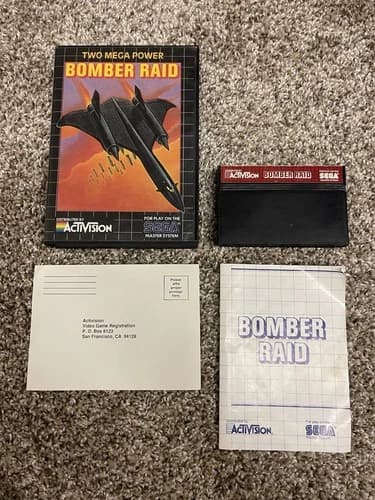 TWO MEGA POWER
BOMBER RAID
DISTRIBUTED BY
ACTIVISION
FOR PLAY ON THE
SEGA
MASTER SYSTEM
ACTIVISION
BOMBER RAID
SEGA
Please
affix
proper
postage
here.
Activision
Video Game Registration
P. O. Box 8123
San Francisco, CA 94128
BOMBER
RAID
ACTIVISION
SEGA